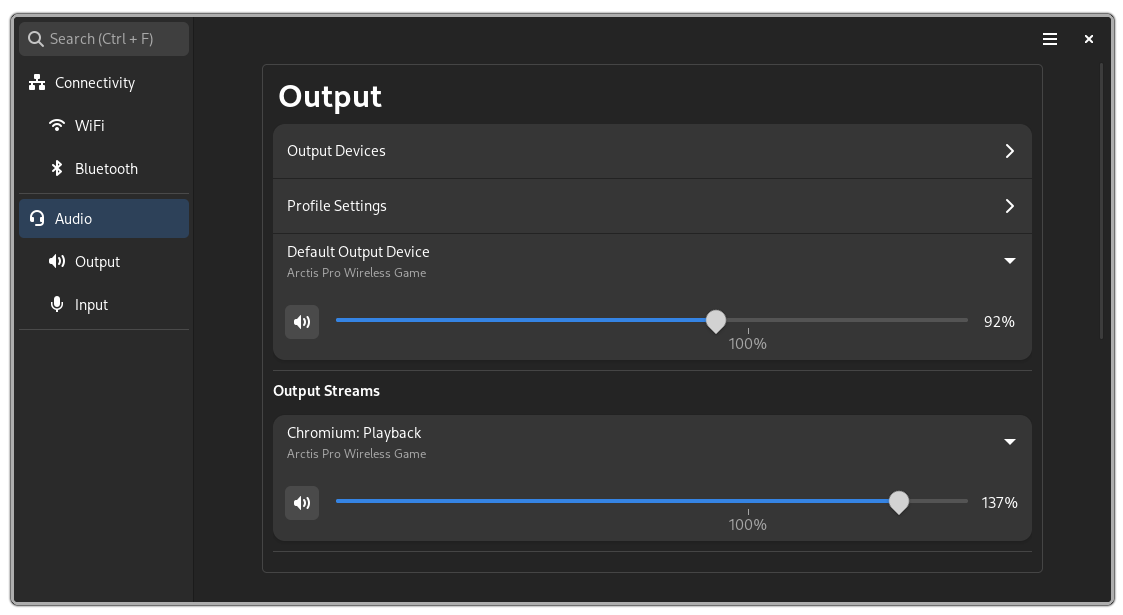 Search (Ctrl + F)
Connectivity
WiFi
Bluetooth
Audio
Output
Input
Output
Output Devices
Profile Settings
Default Output Device
Arctis Pro Wireless Game
92%
100%
Output Streams
Chromium: Playback
Arctis Pro Wireless Game
137%
100%